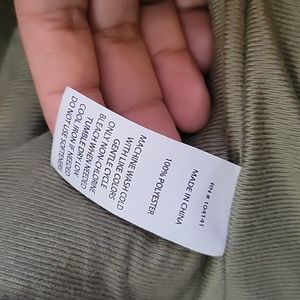 RN # 104141
MADE IN CHINA
100% POLYESTER
MACHINE WASH COLD
WITH LIKE COLORS
GENTLE CYCLE
ONLY NON-CHLORINE
BLEACH WHEN NEEDED
TUMBLE DRY LOW
COOL IRON IF NEEDED
DO NOT USE SOFTENER